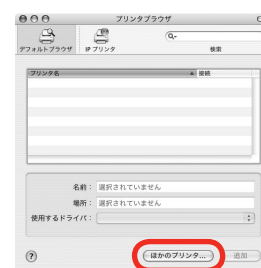 プリンタブラウザ
デフォルトブラウザ IP プリンタ 検索
プリンタ名 接続
名前： 選択されていません
場所： 選択されていません
使用するドライバ：
? ほかのプリンタ... 追加